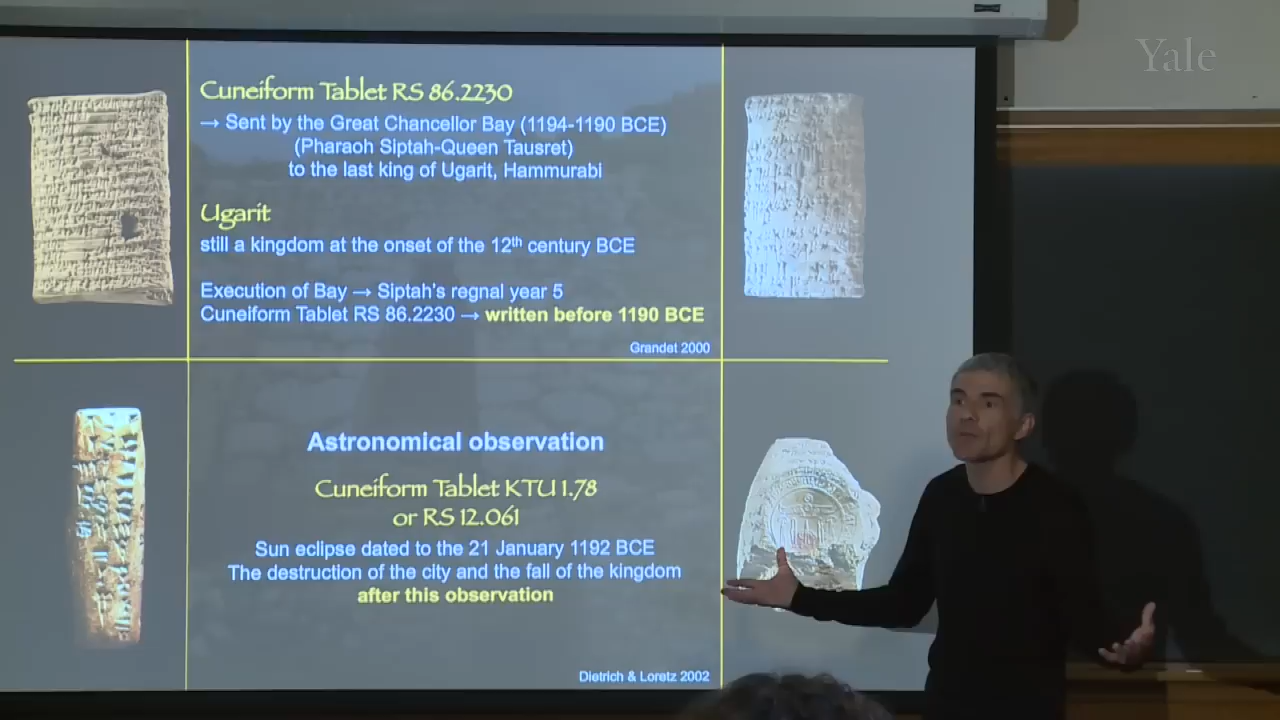 Yale
Cuneiform Tablet RS 86.2230
→ Sent by the Great Chancellor Bay (1194-1190 BCE)
(Pharaoh Siptah-Queen Tausret)
to the last king of Ugarit, Hammurabi
Ugarit
still a kingdom at the onset of the 12th century BCE
Execution of Bay → Siptah's regnal year 5
Cuneiform Tablet RS 86.2230 → written before 1190 BCE
Grandet 2000
Astronomical observation
Cuneiform Tablet KTU 1.78
or RS 12.061
Sun eclipse dated to the 21 January 1192 BCE
The destruction of the city and the fall of the kingdom
after this observation
Dietrich & Loretz 2002